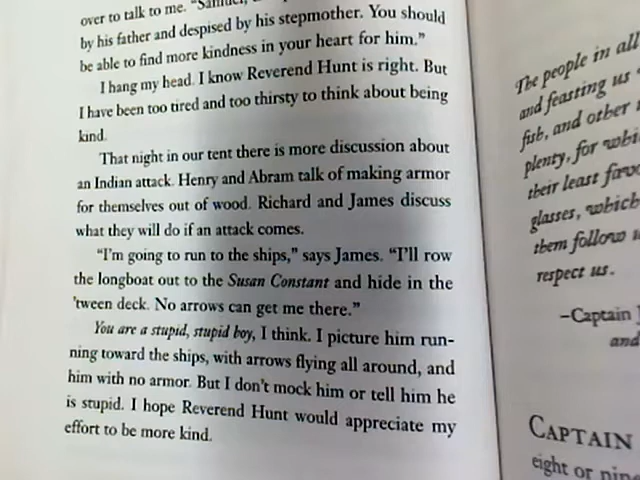 over to talk to me. "Samuel,
by his father and despised by his stepmother. You should
be able to find more kindness in your heart for him."
I hang my head. I know Reverend Hunt is right. But
I have been too tired and too thirsty to think about being
kind.
That night in our tent there is more discussion about
an Indian attack. Henry and Abram talk of making armor
for themselves out of wood. Richard and James discuss
what they will do if an attack comes.
"I'm going to run to the ships," says James. "I'll row
the longboat out to the Susan Constant and hide in the
'tween deck. No arrows can get me there."
You are a stupid, stupid boy, I think. I picture him run-
ning toward the ships, with arrows flying all around, and
him with no armor. But I don't mock him or tell him he
is stupid. I hope Reverend Hunt would appreciate my
effort to be more kind.
The people in all
and feasting us
fish, and other
plenty, for
their least
glasses, which
them follow
respect us.
–Captain
and
CAPTAIN
eight or